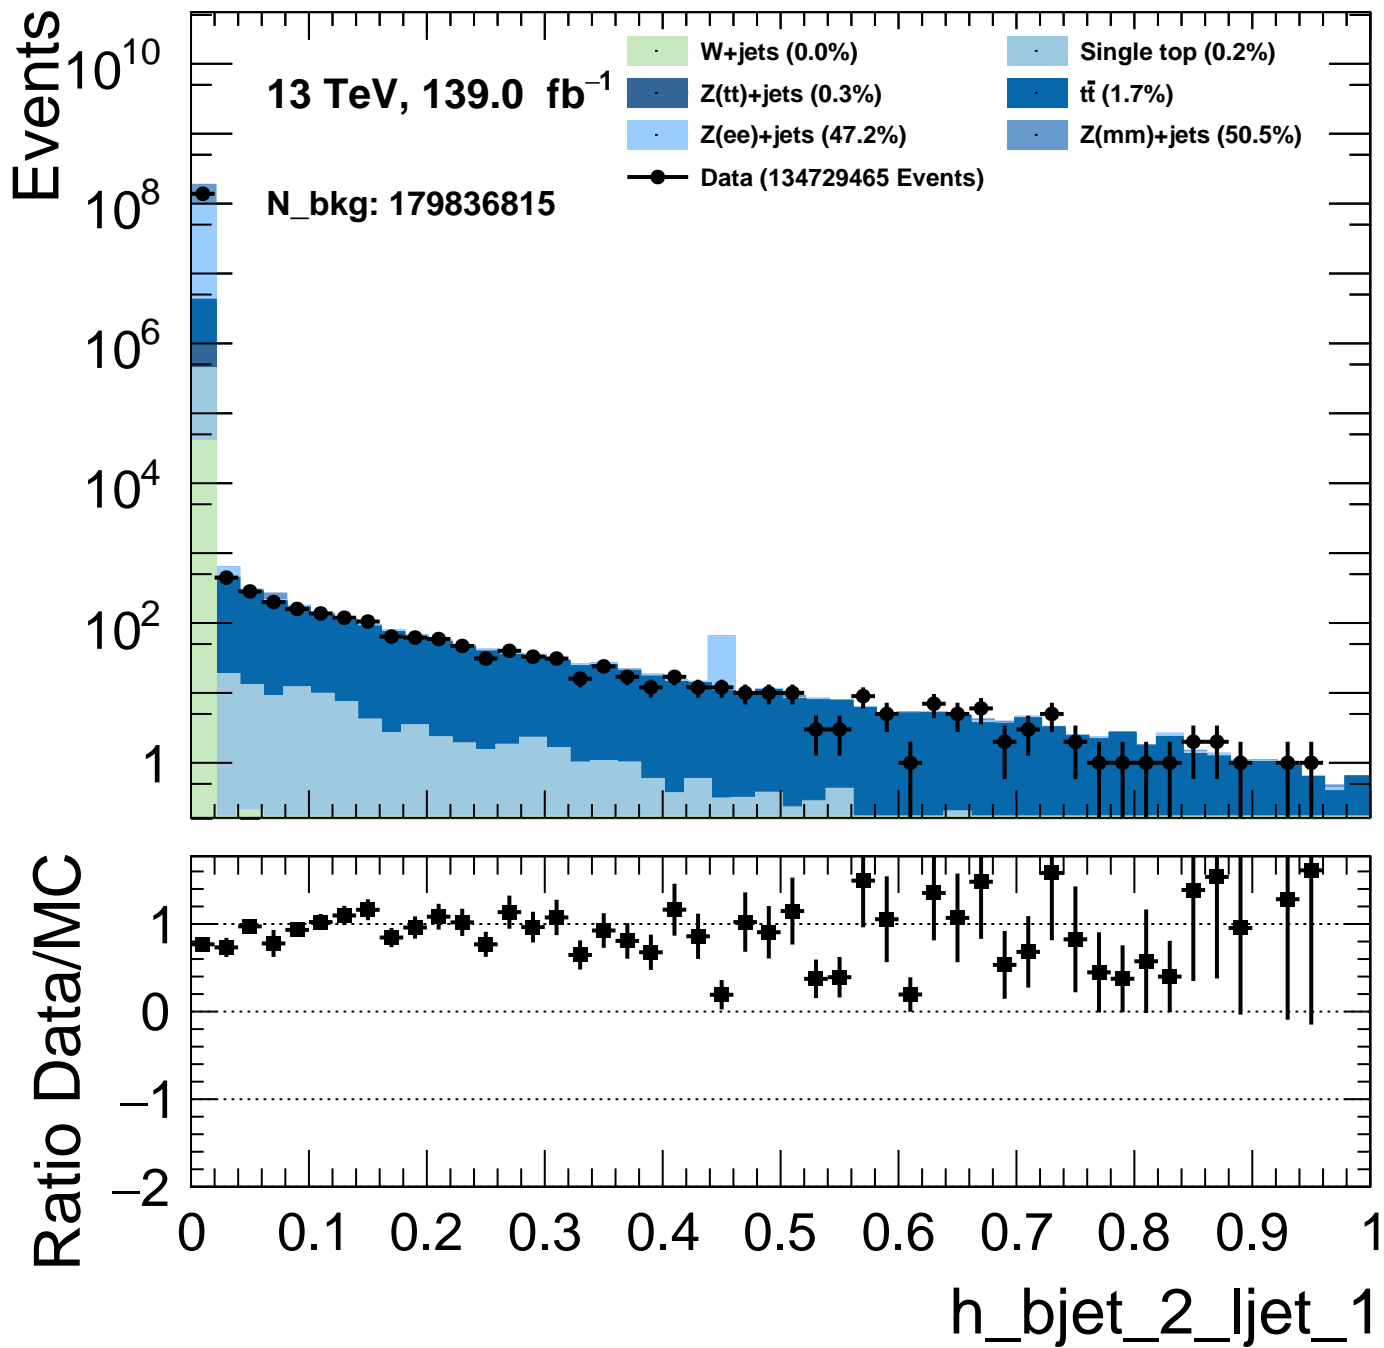 Events
10^10
10^8
10^6
10^4
10^2
1
13 TeV, 139.0 fb^−1
N_bkg: 179836815
W+jets (0.0%)
Single top (0.2%)
Z(tt)+jets (0.3%)
tt̄ (1.7%)
Z(ee)+jets (47.2%)
Z(mm)+jets (50.5%)
Data (134729465 Events)
Ratio Data/MC
1
0
−1
−2
0 0.1 0.2 0.3 0.4 0.5 0.6 0.7 0.8 0.9 1
h_bjet_2_ljet_1